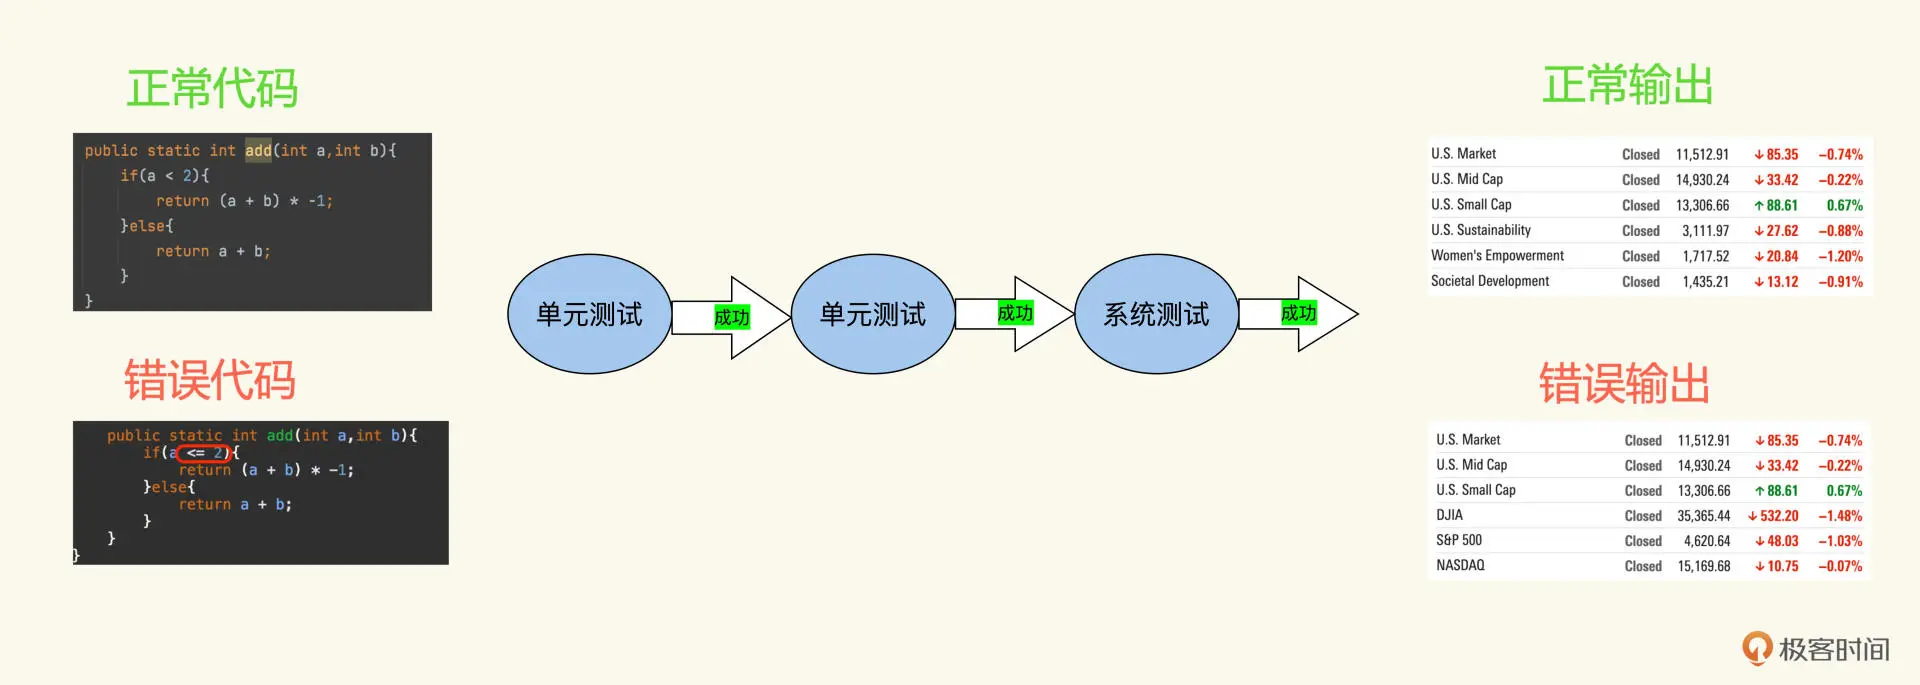 正常代码
public static int add(int a,int b){
if(a < 2){
return (a + b) * -1;
}else{
return a + b;
}
}
错误代码
public static int add(int a,int b){
if(a <= 2){
return (a + b) * -1;
}else{
return a + b;
}
}
}
单元测试
成功
单元测试
成功
系统测试
成功
正常输出
U.S. Market Closed 11,512.91 ↓85.35 −0.74%
U.S. Mid Cap Closed 14,930.24 ↓33.42 −0.22%
U.S. Small Cap Closed 13,306.66 ↑88.61 0.67%
U.S. Sustainability Closed 3,111.97 ↓27.62 −0.88%
Women's Empowerment Closed 1,717.52 ↓20.84 −1.20%
Societal Development Closed 1,435.21 ↓13.12 −0.91%
错误输出
U.S. Market Closed 11,512.91 ↓85.35 −0.74%
U.S. Mid Cap Closed 14,930.24 ↓33.42 −0.22%
U.S. Small Cap Closed 13,306.66 ↑88.61 0.67%
DJIA Closed 35,365.44 ↓532.20 −1.48%
S&P 500 Closed 4,620.64 ↓48.03 −1.03%
NASDAQ Closed 15,169.68 ↓10.75 −0.07%
极客时间